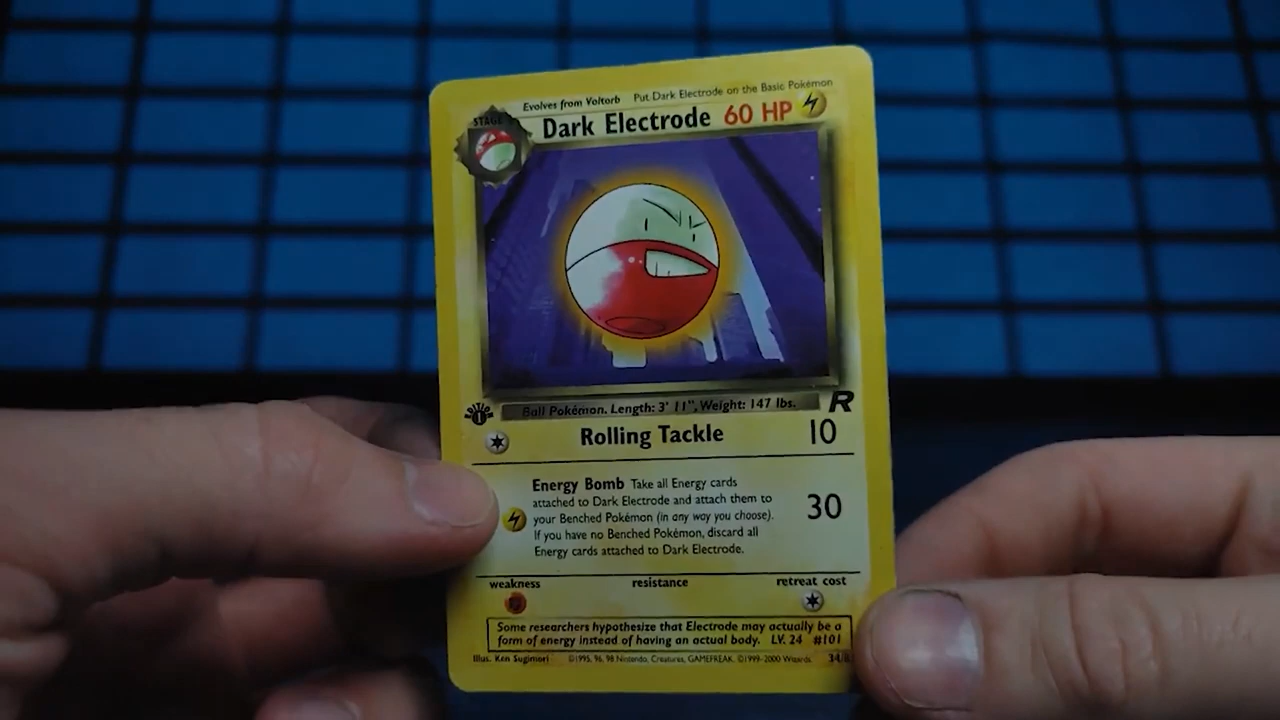 Evolves from Voltorb Put Dark Electrode on the Basic Pokémon
STAGE
Dark Electrode 60 HP
EDITION
1
Ball Pokémon. Length: 3' 11", Weight: 147 lbs.
R
Rolling Tackle 10
Energy Bomb Take all Energy cards
attached to Dark Electrode and attach them to
your Benched Pokémon (in any way you choose).
If you have no Benched Pokémon, discard all
Energy cards attached to Dark Electrode.
30
weakness resistance retreat cost
Some researchers hypothesize that Electrode may actually be a
form of energy instead of having an actual body. LV. 24 #101
Illus. Ken Sugimori ©1995, 96, 98 Nintendo, Creatures, GAMEFREAK. ©1999-2000 Wizards.